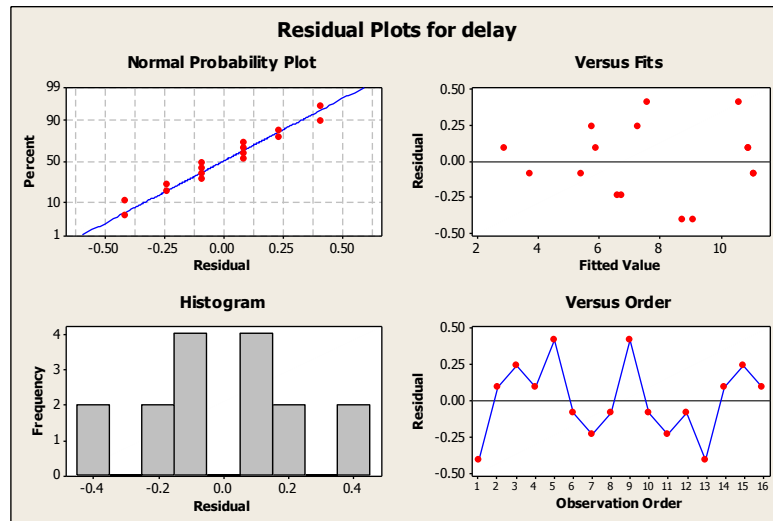 Residual Plots for delay
Normal Probability Plot
Percent
99
90
50
10
1
-0.50 -0.25 0.00 0.25 0.50
Residual
Versus Fits
Residual
0.50
0.25
0.00
-0.25
-0.50
2 4 6 8 10
Fitted Value
Histogram
Frequency
4
3
2
1
0
-0.4 -0.2 0.0 0.2 0.4
Residual
Versus Order
Residual
0.50
0.25
0.00
-0.25
-0.50
1 2 3 4 5 6 7 8 9 10 11 12 13 14 15 16
Observation Order